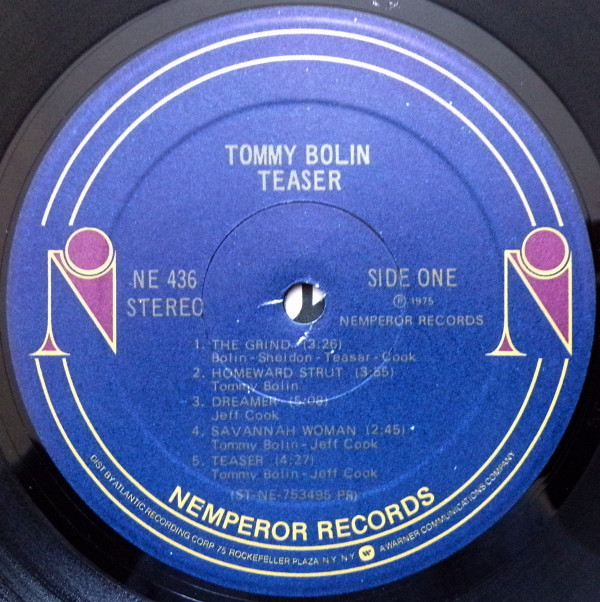 TOMMY BOLIN
TEASER
NE 436
STEREO
SIDE ONE
Ⓟ 1975
NEMPEROR RECORDS
1. THE GRIND (3:26)
Bolin-Sheldon-Teasar-Cook
2. HOMEWARD STRUT (3:55)
Tommy Bolin
3. DREAMER (5:08)
Jeff Cook
4. SAVANNAH WOMAN (2:45)
Tommy Bolin-Jeff Cook
5. TEASER (4:27)
Tommy Bolin-Jeff Cook
(ST-NE-753495 PR)
NEMPEROR RECORDS
DIST BY ATLANTIC RECORDING CORP 75 ROCKEFELLER PLAZA N.Y. N.Y. W A WARNER COMMUNICATIONS COMPANY